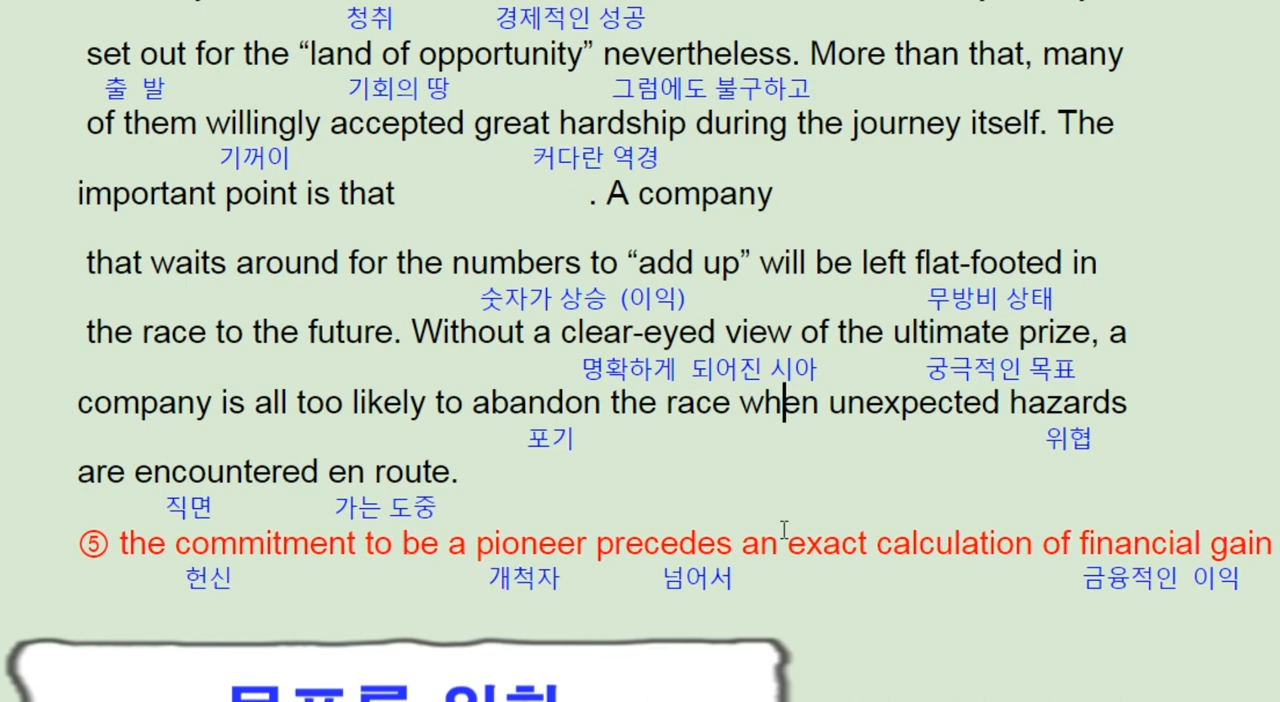 청취 경제적인 성공
set out for the “land of opportunity” nevertheless. More than that, many
출 발 기회의 땅 그럼에도 불구하고
of them willingly accepted great hardship during the journey itself. The
기꺼이 커다란 역경
important point is that . A company
that waits around for the numbers to “add up” will be left flat-footed in
숫자가 상승 (이익) 무방비 상태
the race to the future. Without a clear-eyed view of the ultimate prize, a
명확하게 되어진 시아 궁극적인 목표
company is all too likely to abandon the race when unexpected hazards
포기 위협
are encountered en route.
직면 가는 도중
⑤ the commitment to be a pioneer precedes an exact calculation of financial gain
헌신 개척자 넘어서 금융적인 이익